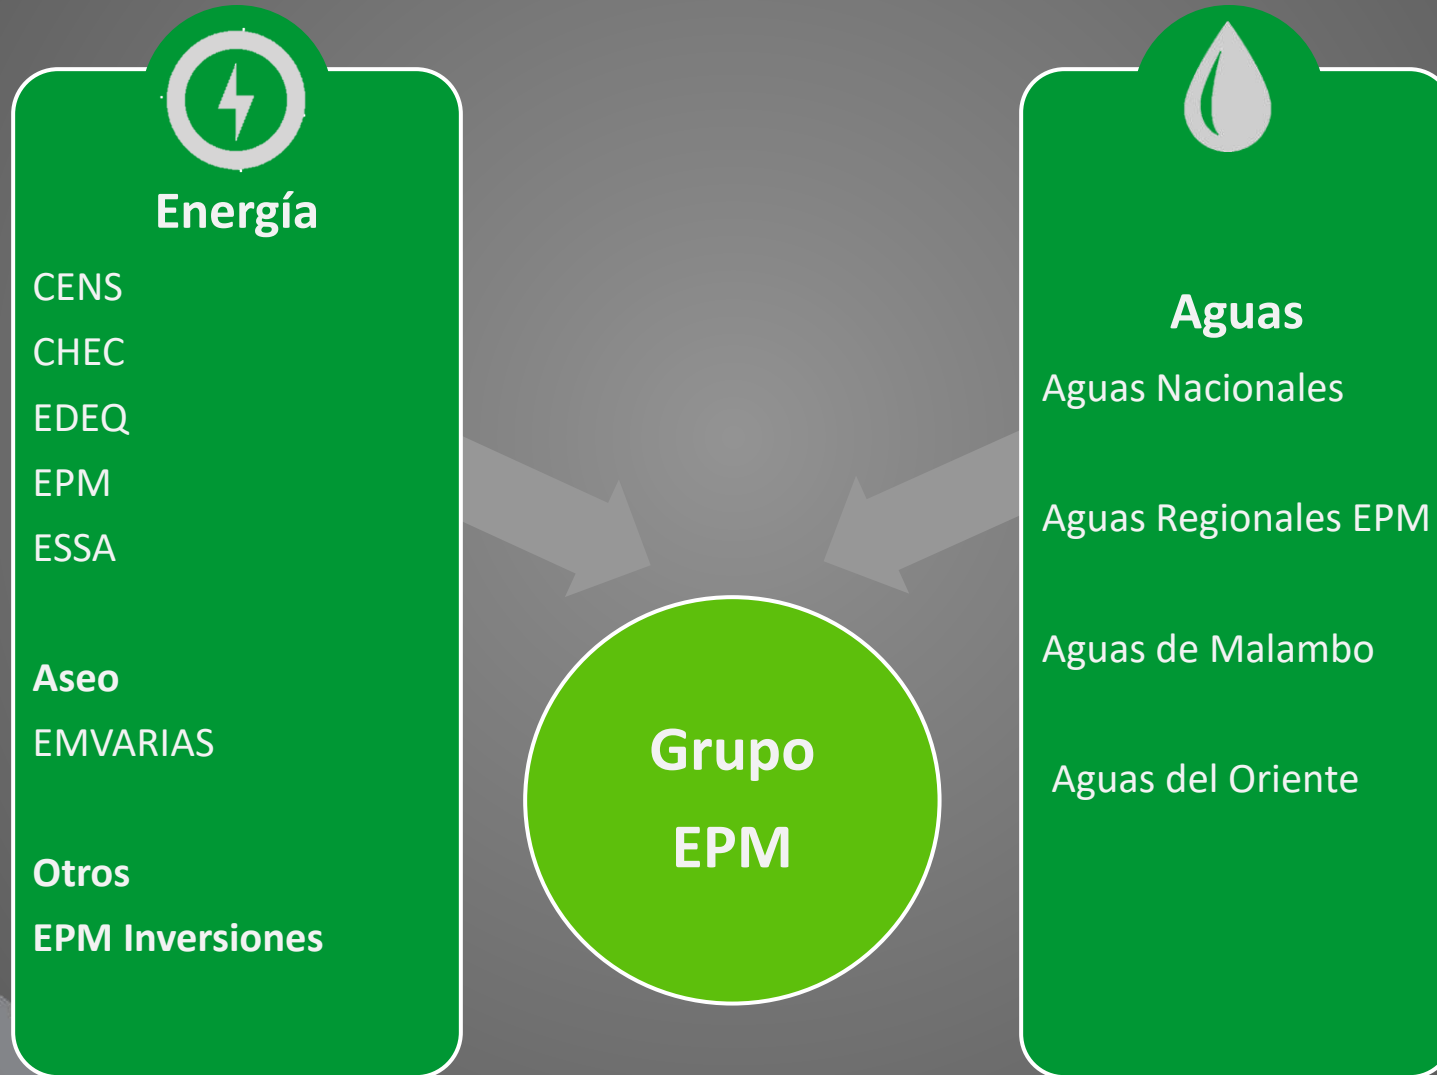 Energía
CENS
CHEC
EDEQ
EPM
ESSA
Aseo
EMVARIAS
Otros
EPM Inversiones
Grupo
EPM
Aguas
Aguas Nacionales
Aguas Regionales EPM
Aguas de Malambo
Aguas del Oriente